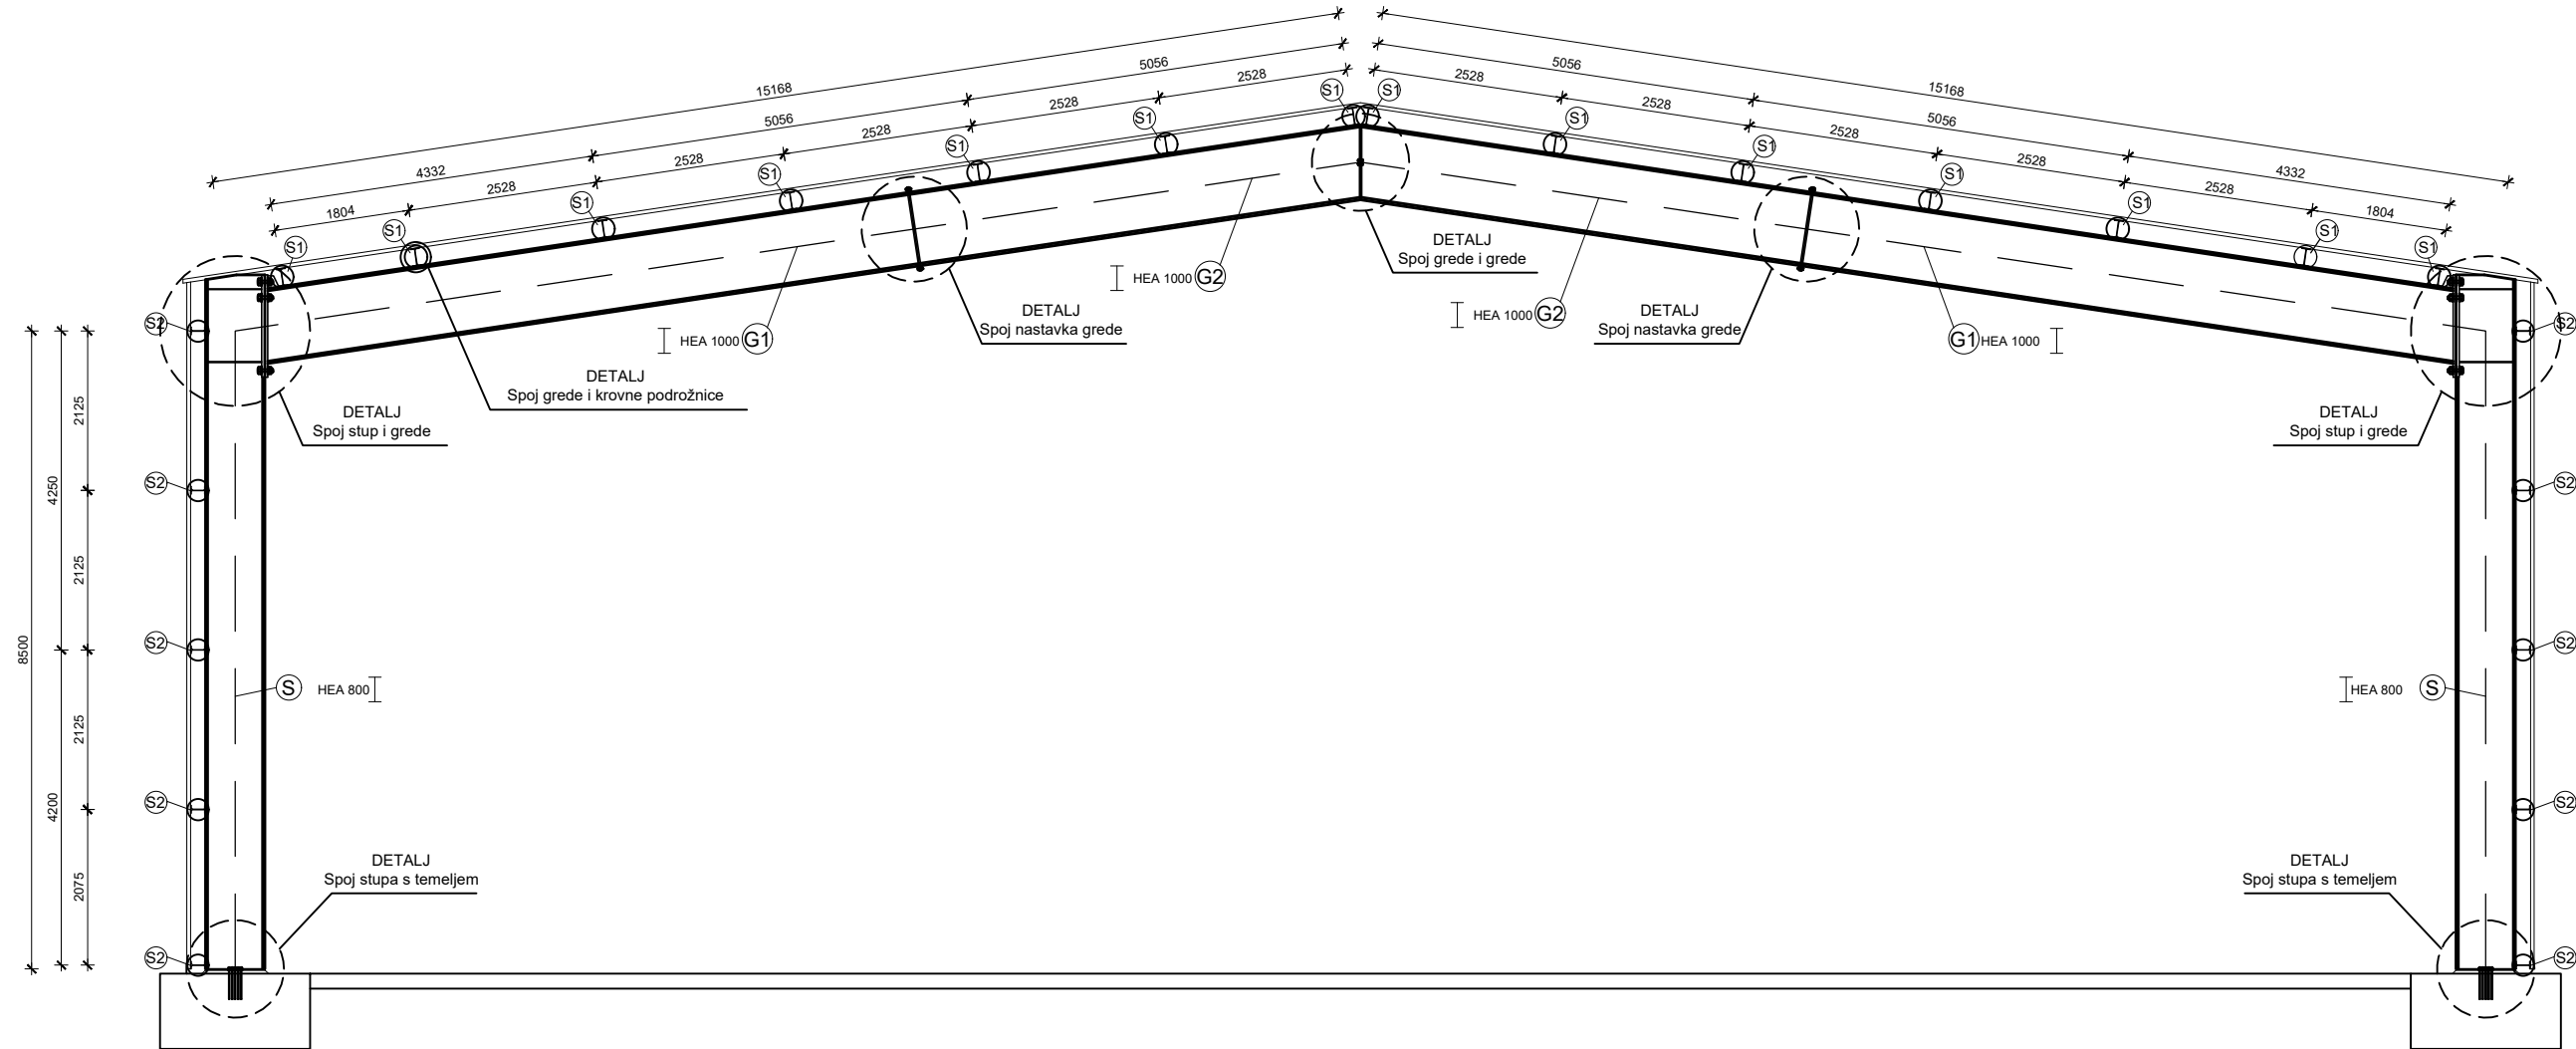 15168
15168
5056
5056
5056
5056
4332
4332
2528
2528
2528
2528
2528
2528
2528
2528
2528
2528
1804
1804
S1
S1
S1
S1
S1
S1
S1
S1
S1
S1
S1
S1
S1
S1
DETALJ
Spoj grede i grede
HEA 1000 G2
HEA 1000 G2
DETALJ
Spoj nastavka grede
DETALJ
Spoj nastavka grede
HEA 1000 G1
G1 HEA 1000
DETALJ
Spoj grede i krovne podrožnice
DETALJ
Spoj stup i grede
DETALJ
Spoj stup i grede
S2
S2
S2
S2
S2
S2
S2
S2
S2
S2
8500
4250
4200
2125
2125
2125
2075
S HEA 800
HEA 800 S
DETALJ
Spoj stupa s temeljem
DETALJ
Spoj stupa s temeljem